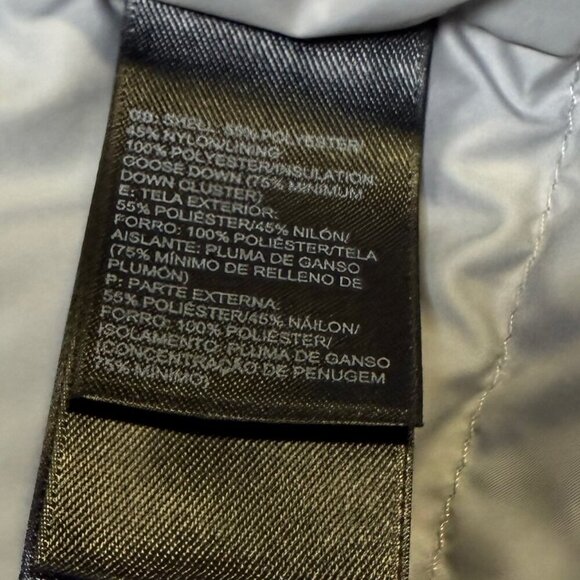 GB: SHELL: 55% POLYESTER/
45% NYLON/LINING:
100% POLYESTER/INSULATION:
GOOSE DOWN (75% MINIMUM
DOWN CLUSTER)
E: TELA EXTERIOR:
55% POLIÉSTER/45% NILÓN/
FORRO: 100% POLIÉSTER/TELA
AISLANTE: PLUMA DE GANSO
(75% MÍNIMO DE RELLENO DE
PLUMÓN)
P: PARTE EXTERNA:
55% POLIÉSTER/45% NÁILON/
FORRO: 100% POLIÉSTER/
ISOLAMENTO: PLUMA DE GANSO
(CONCENTRAÇÃO DE PENUGEM
75% MÍNIMO)